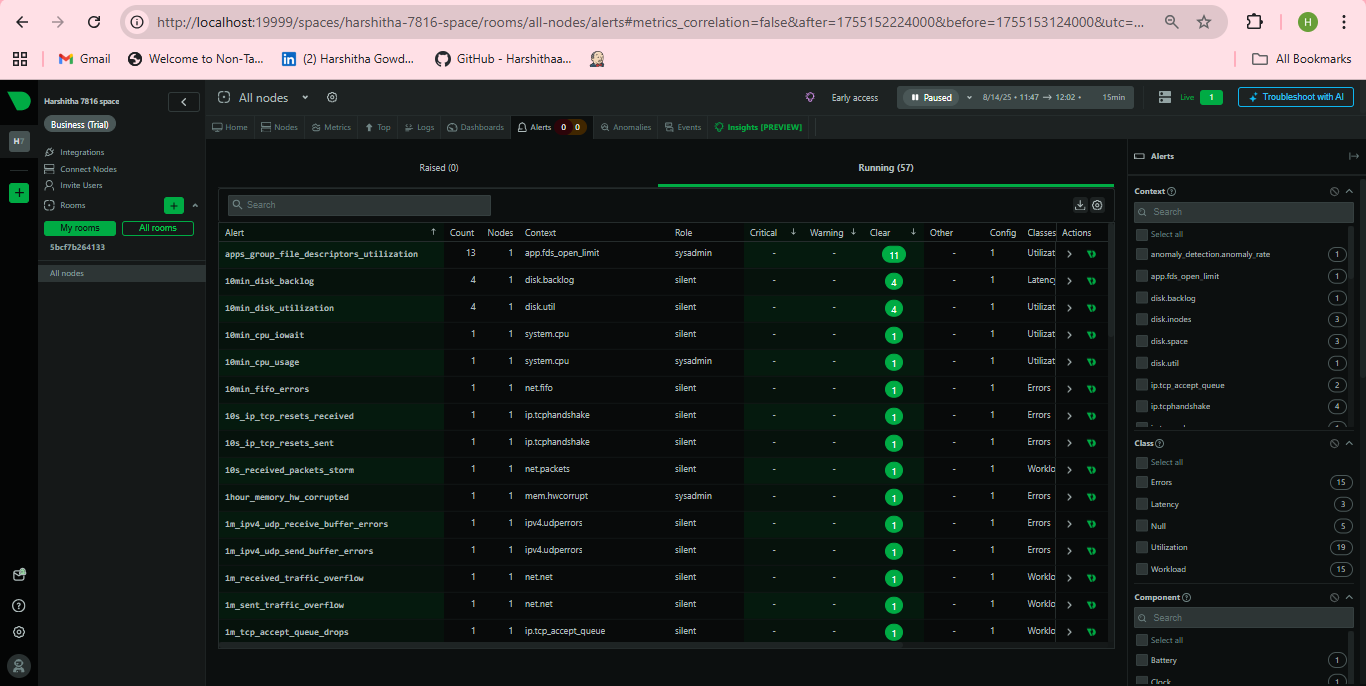 http://localhost:19999/spaces/harshitha-7816-space/rooms/all-nodes/alerts#metrics_correlation=false&after=1755152224000&before=1755153124000&utc=...
H
Gmail
Welcome to Non-Ta...
(2) Harshitha Gowd...
GitHub - Harshithaa...
All Bookmarks
Harshitha 7816 space
Business (Trial)
H7
Integrations
Connect Nodes
Invite Users
Rooms
My rooms
All rooms
5bcf7b264133
All nodes
All nodes
Early access
Paused
8/14/25 • 11:47 → 12:02 •
15min
Live
1
Troubleshoot with AI
Home
Nodes
Metrics
Top
Logs
Dashboards
Alerts 0 0
Anomalies
Events
Insights [PREVIEW]
Raised (0)
Running (57)
Search
Alert Count Nodes Context Role Critical Warning Clear Other Config Classes Actions
apps_group_file_descriptors_utilization 13 1 app.fds_open_limit sysadmin - - 11 - 1 Utilizat
10min_disk_backlog 4 1 disk.backlog silent - - 4 - 1 Latency
10min_disk_utilization 4 1 disk.util silent - - 4 - 1 Utilizat
10min_cpu_iowait 1 1 system.cpu silent - - 1 - 1 Utilizat
10min_cpu_usage 1 1 system.cpu sysadmin - - 1 - 1 Utilizat
10min_fifo_errors 1 1 net.fifo silent - - 1 - 1 Errors
10s_ip_tcp_resets_received 1 1 ip.tcphandshake silent - - 1 - 1 Errors
10s_ip_tcp_resets_sent 1 1 ip.tcphandshake silent - - 1 - 1 Errors
10s_received_packets_storm 1 1 net.packets silent - - 1 - 1 Worklo
1hour_memory_hw_corrupted 1 1 mem.hwcorrupt sysadmin - - 1 - 1 Errors
1m_ipv4_udp_receive_buffer_errors 1 1 ipv4.udperrors silent - - 1 - 1 Errors
1m_ipv4_udp_send_buffer_errors 1 1 ipv4.udperrors silent - - 1 - 1 Errors
1m_received_traffic_overflow 1 1 net.net silent - - 1 - 1 Worklo
1m_sent_traffic_overflow 1 1 net.net silent - - 1 - 1 Worklo
1m_tcp_accept_queue_drops 1 1 ip.tcp_accept_queue silent - - 1 - 1 Worklo
Alerts
Context
Search
Select all
anomaly_detection.anomaly_rate 1
app.fds_open_limit 1
disk.backlog 1
disk.inodes 3
disk.space 3
disk.util 1
ip.tcp_accept_queue 2
ip.tcphandshake 4
Class
Select all
Errors 15
Latency 3
Null 5
Utilization 19
Workload 15
Component
Search
Select all
Battery 1
Clock 1